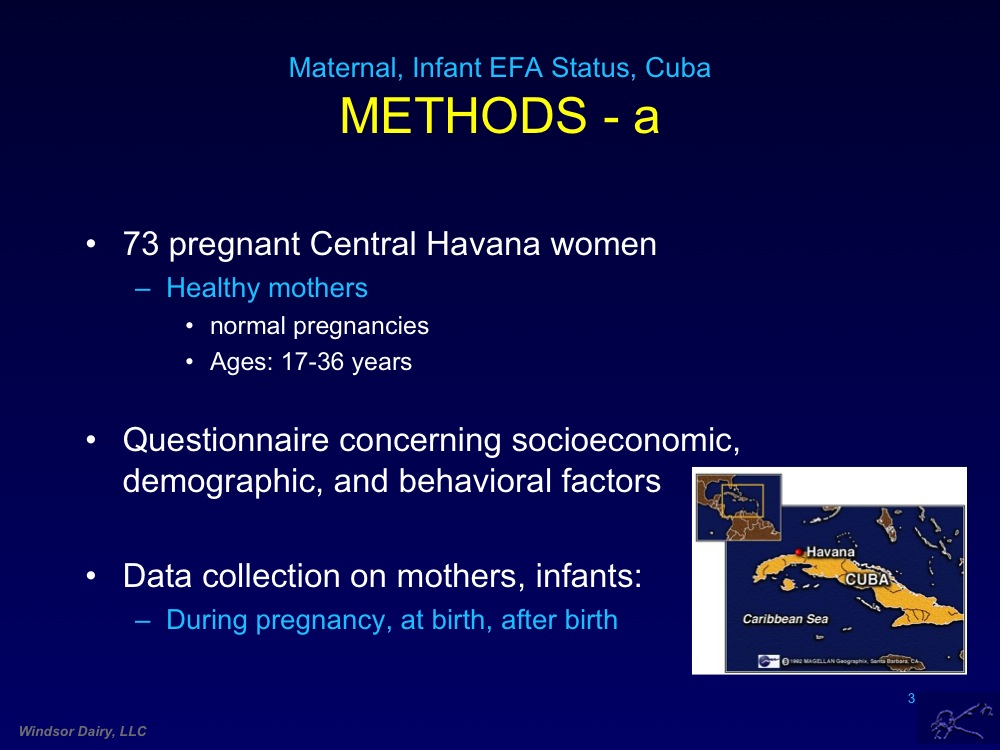 Maternal, Infant EFA Status, Cuba
METHODS - a
• 73 pregnant Central Havana women
– Healthy mothers
• normal pregnancies
• Ages: 17-36 years
• Questionnaire concerning socioeconomic,
demographic, and behavioral factors
• Data collection on mothers, infants:
– During pregnancy, at birth, after birth
Havana
CUBA
Caribbean Sea
©1992 MAGELLAN Geographix, Santa Barbara, CA
3
Windsor Dairy, LLC